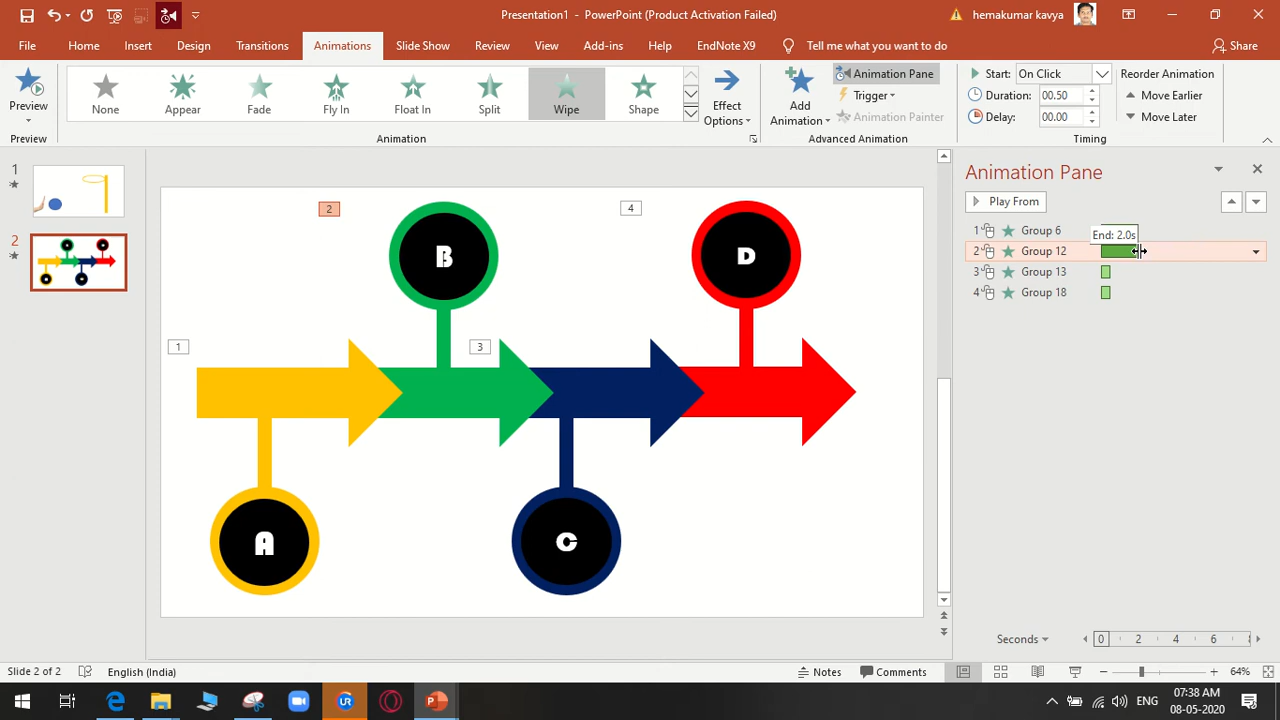 Presentation1 - PowerPoint (Product Activation Failed)
hemakumar kavya
File Home Insert Design Transitions Animations Slide Show Review View Add-ins Help EndNote X9 Tell me what you want to do Share
Preview
None Appear Fade Fly In Float In Split Wipe Shape
Effect Options
Add Animation
Animation Pane
Trigger
Animation Painter
Start: On Click
Duration: 00.50
Delay: 00.00
Reorder Animation
Move Earlier
Move Later
Preview Animation Advanced Animation Timing
1
2
2
4
B
D
1
3
A
C
Animation Pane
Play From
1 Group 6
End: 2.0s
2 Group 12
3 Group 13
4 Group 18
Seconds 0 2 4 6
Slide 2 of 2 English (India) Notes Comments 64%
UR
ENG
07:38 AM
08-05-2020